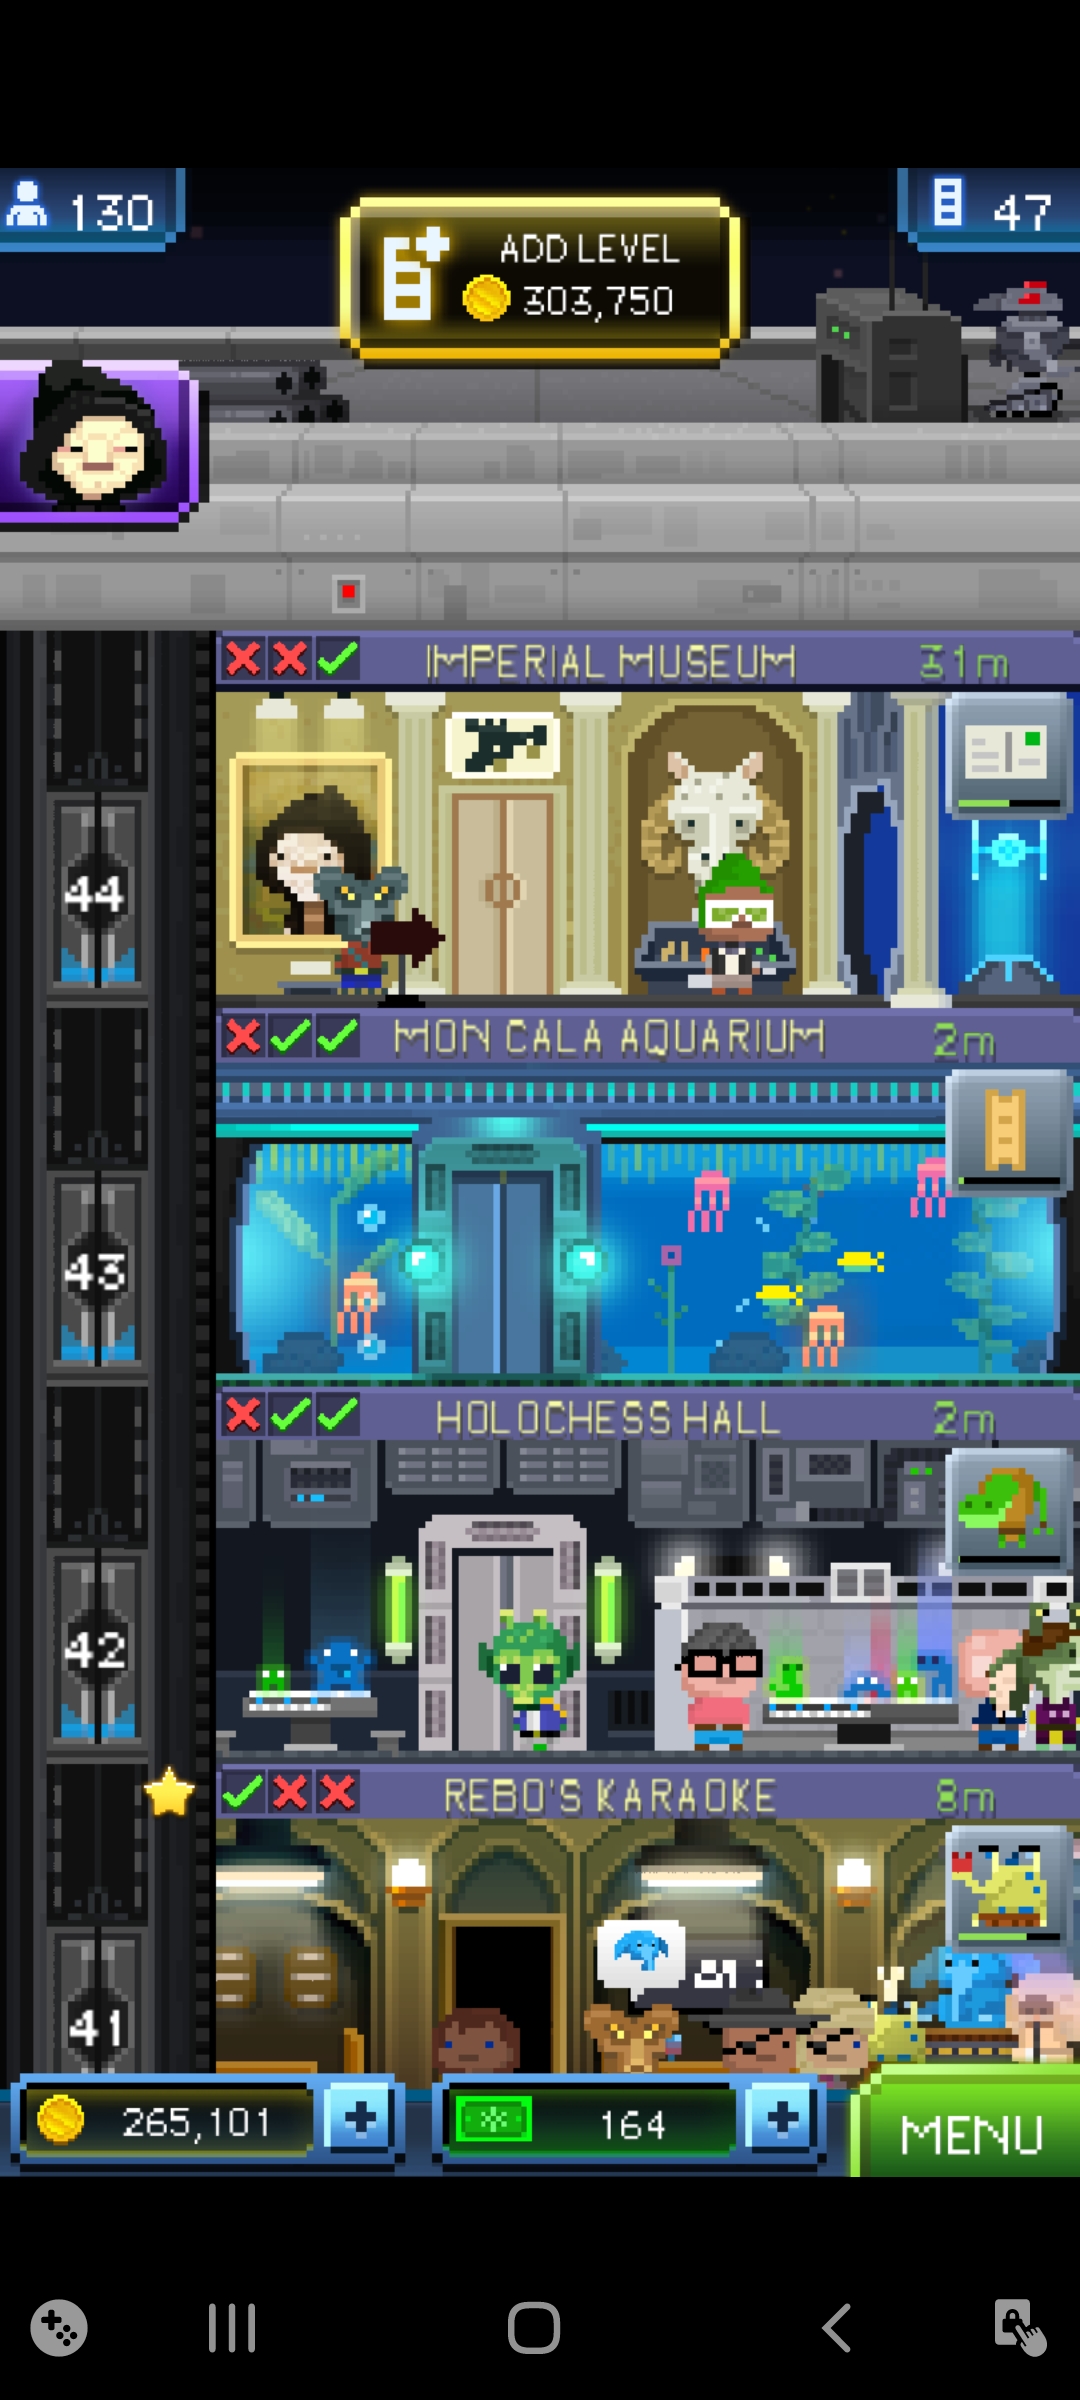 130
ADD LEVEL
303,750
47
IMPERIAL MUSEUM 31m
44
MON CALA AQUARIUM 2m
43
HOLOCHESS HALL 2m
42
REBO'S KARAOKE 8m
41
265,101
164
MENU